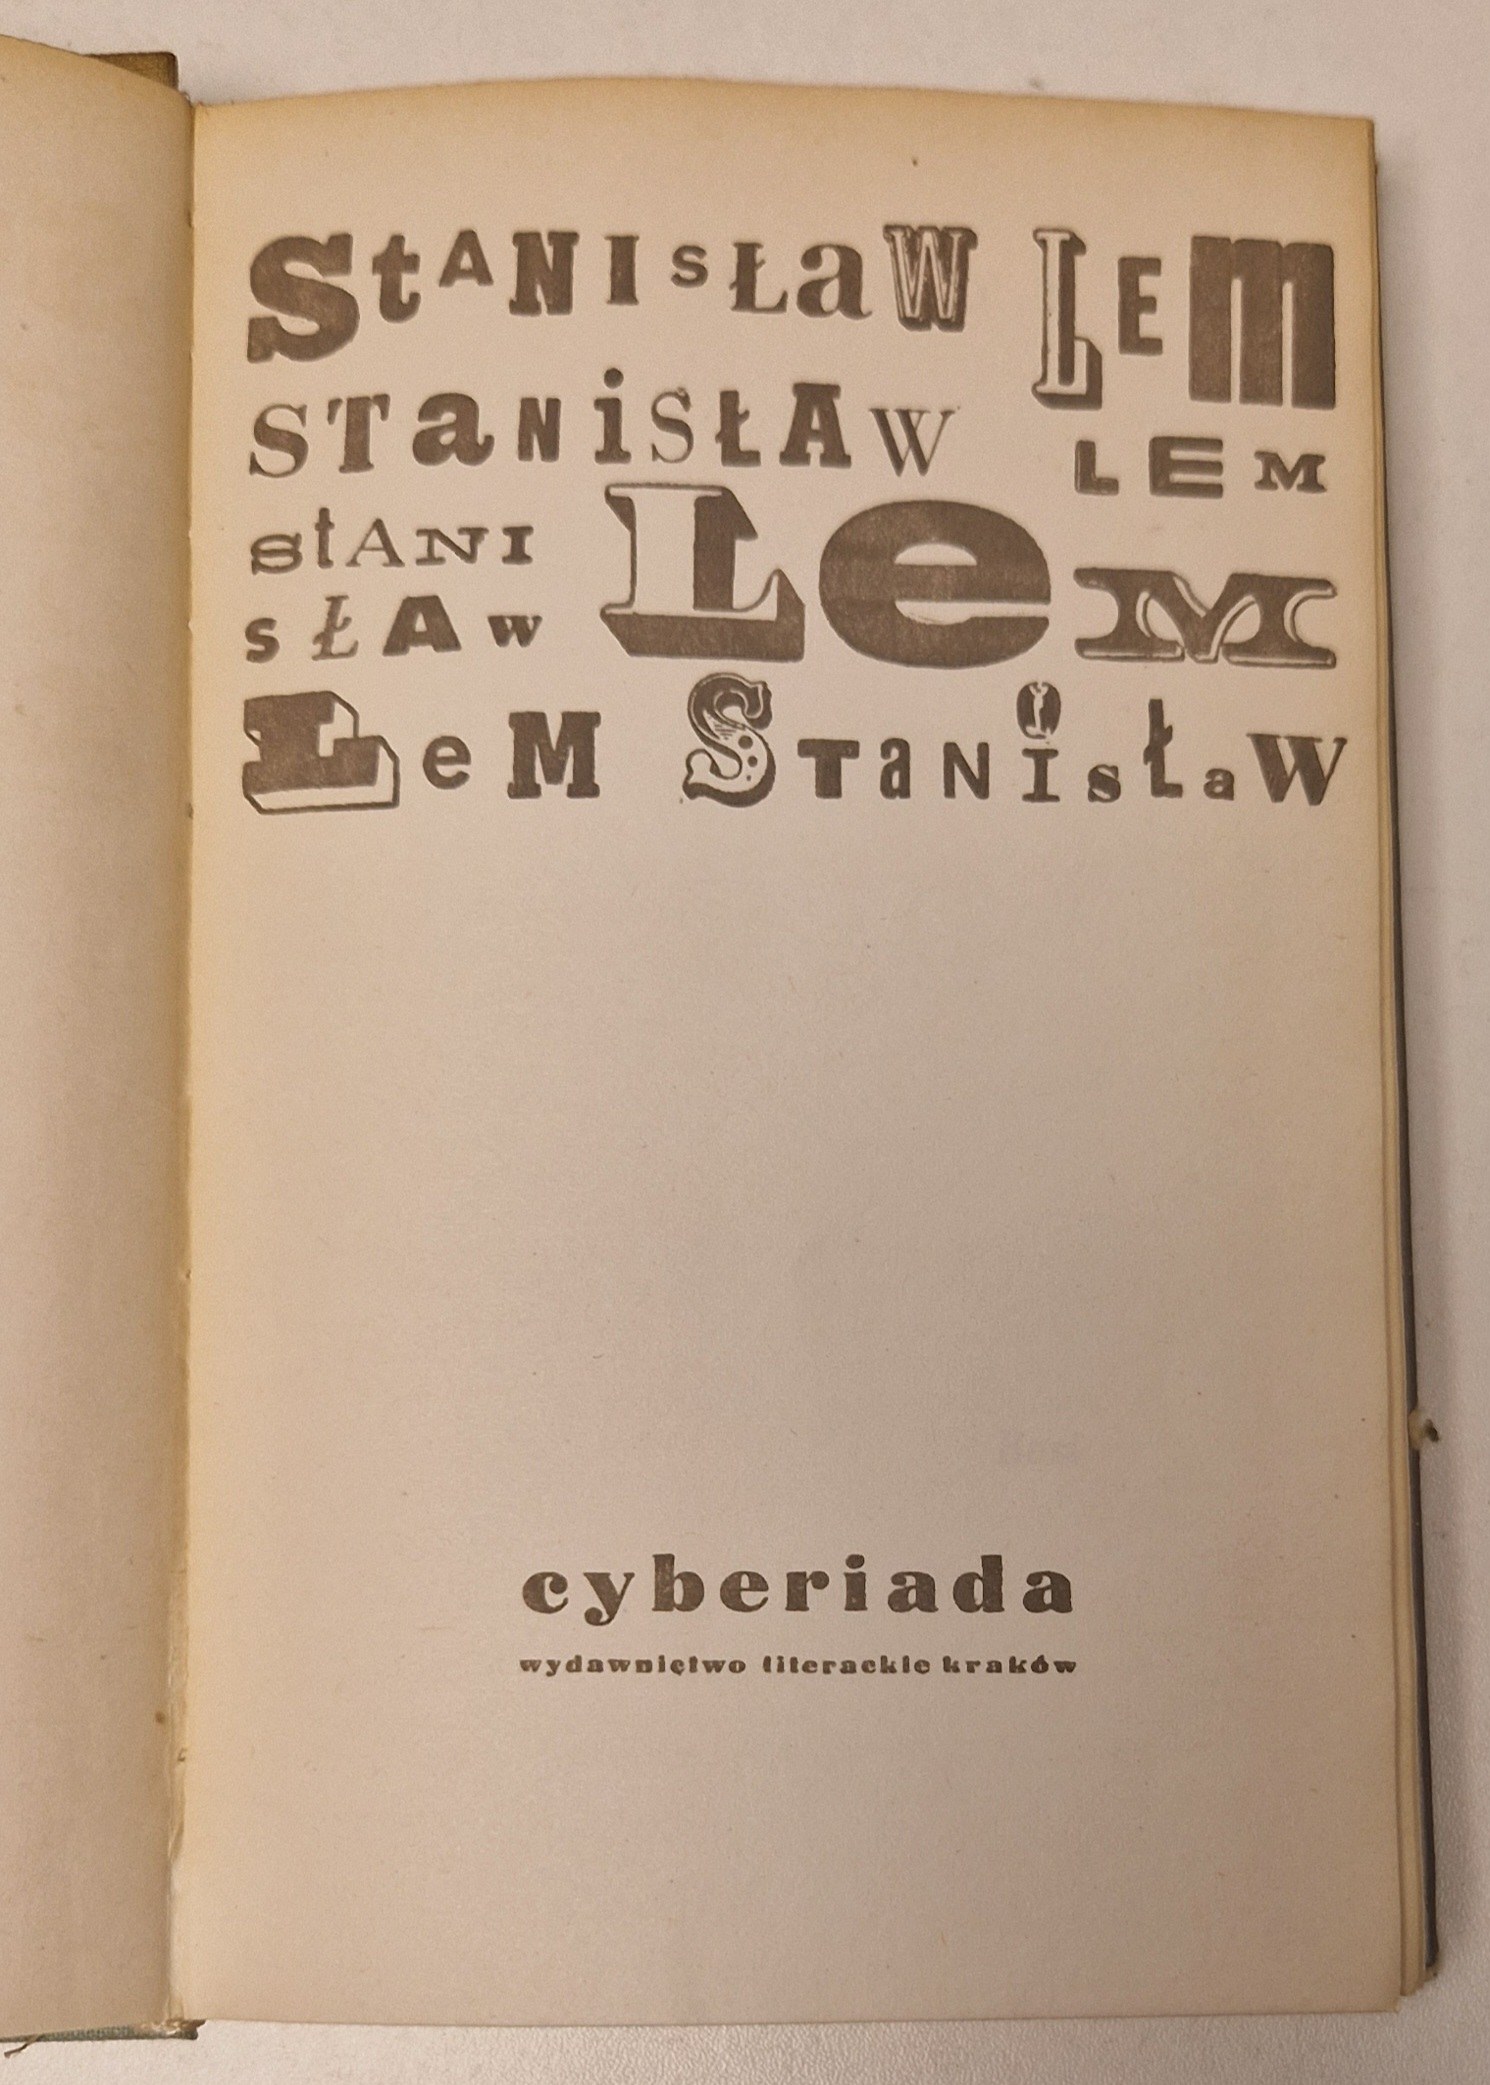 StANIsŁaW LEm
STaNiSŁAW LEM
StANI
sŁAw Lem
LeM STaNIsŁaW
cyberiada
wydawnictwo literackie kraków